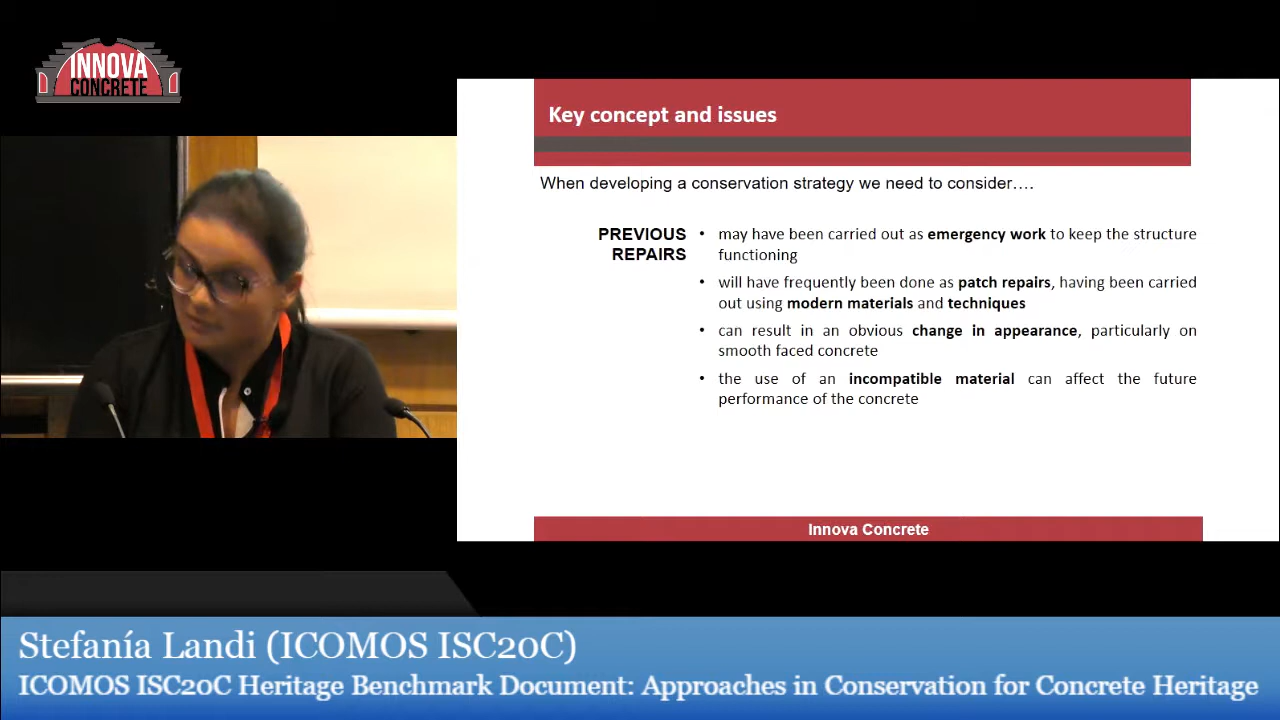 INNOVA
CONCRETE
Key concept and issues
When developing a conservation strategy we need to consider....
PREVIOUS
REPAIRS
• may have been carried out as emergency work to keep the structure
functioning
• will have frequently been done as patch repairs, having been carried
out using modern materials and techniques
• can result in an obvious change in appearance, particularly on
smooth faced concrete
• the use of an incompatible material can affect the future
performance of the concrete
Innova Concrete
Stefanía Landi (ICOMOS ISC20C)
ICOMOS ISC20C Heritage Benchmark Document: Approaches in Conservation for Concrete Heritage